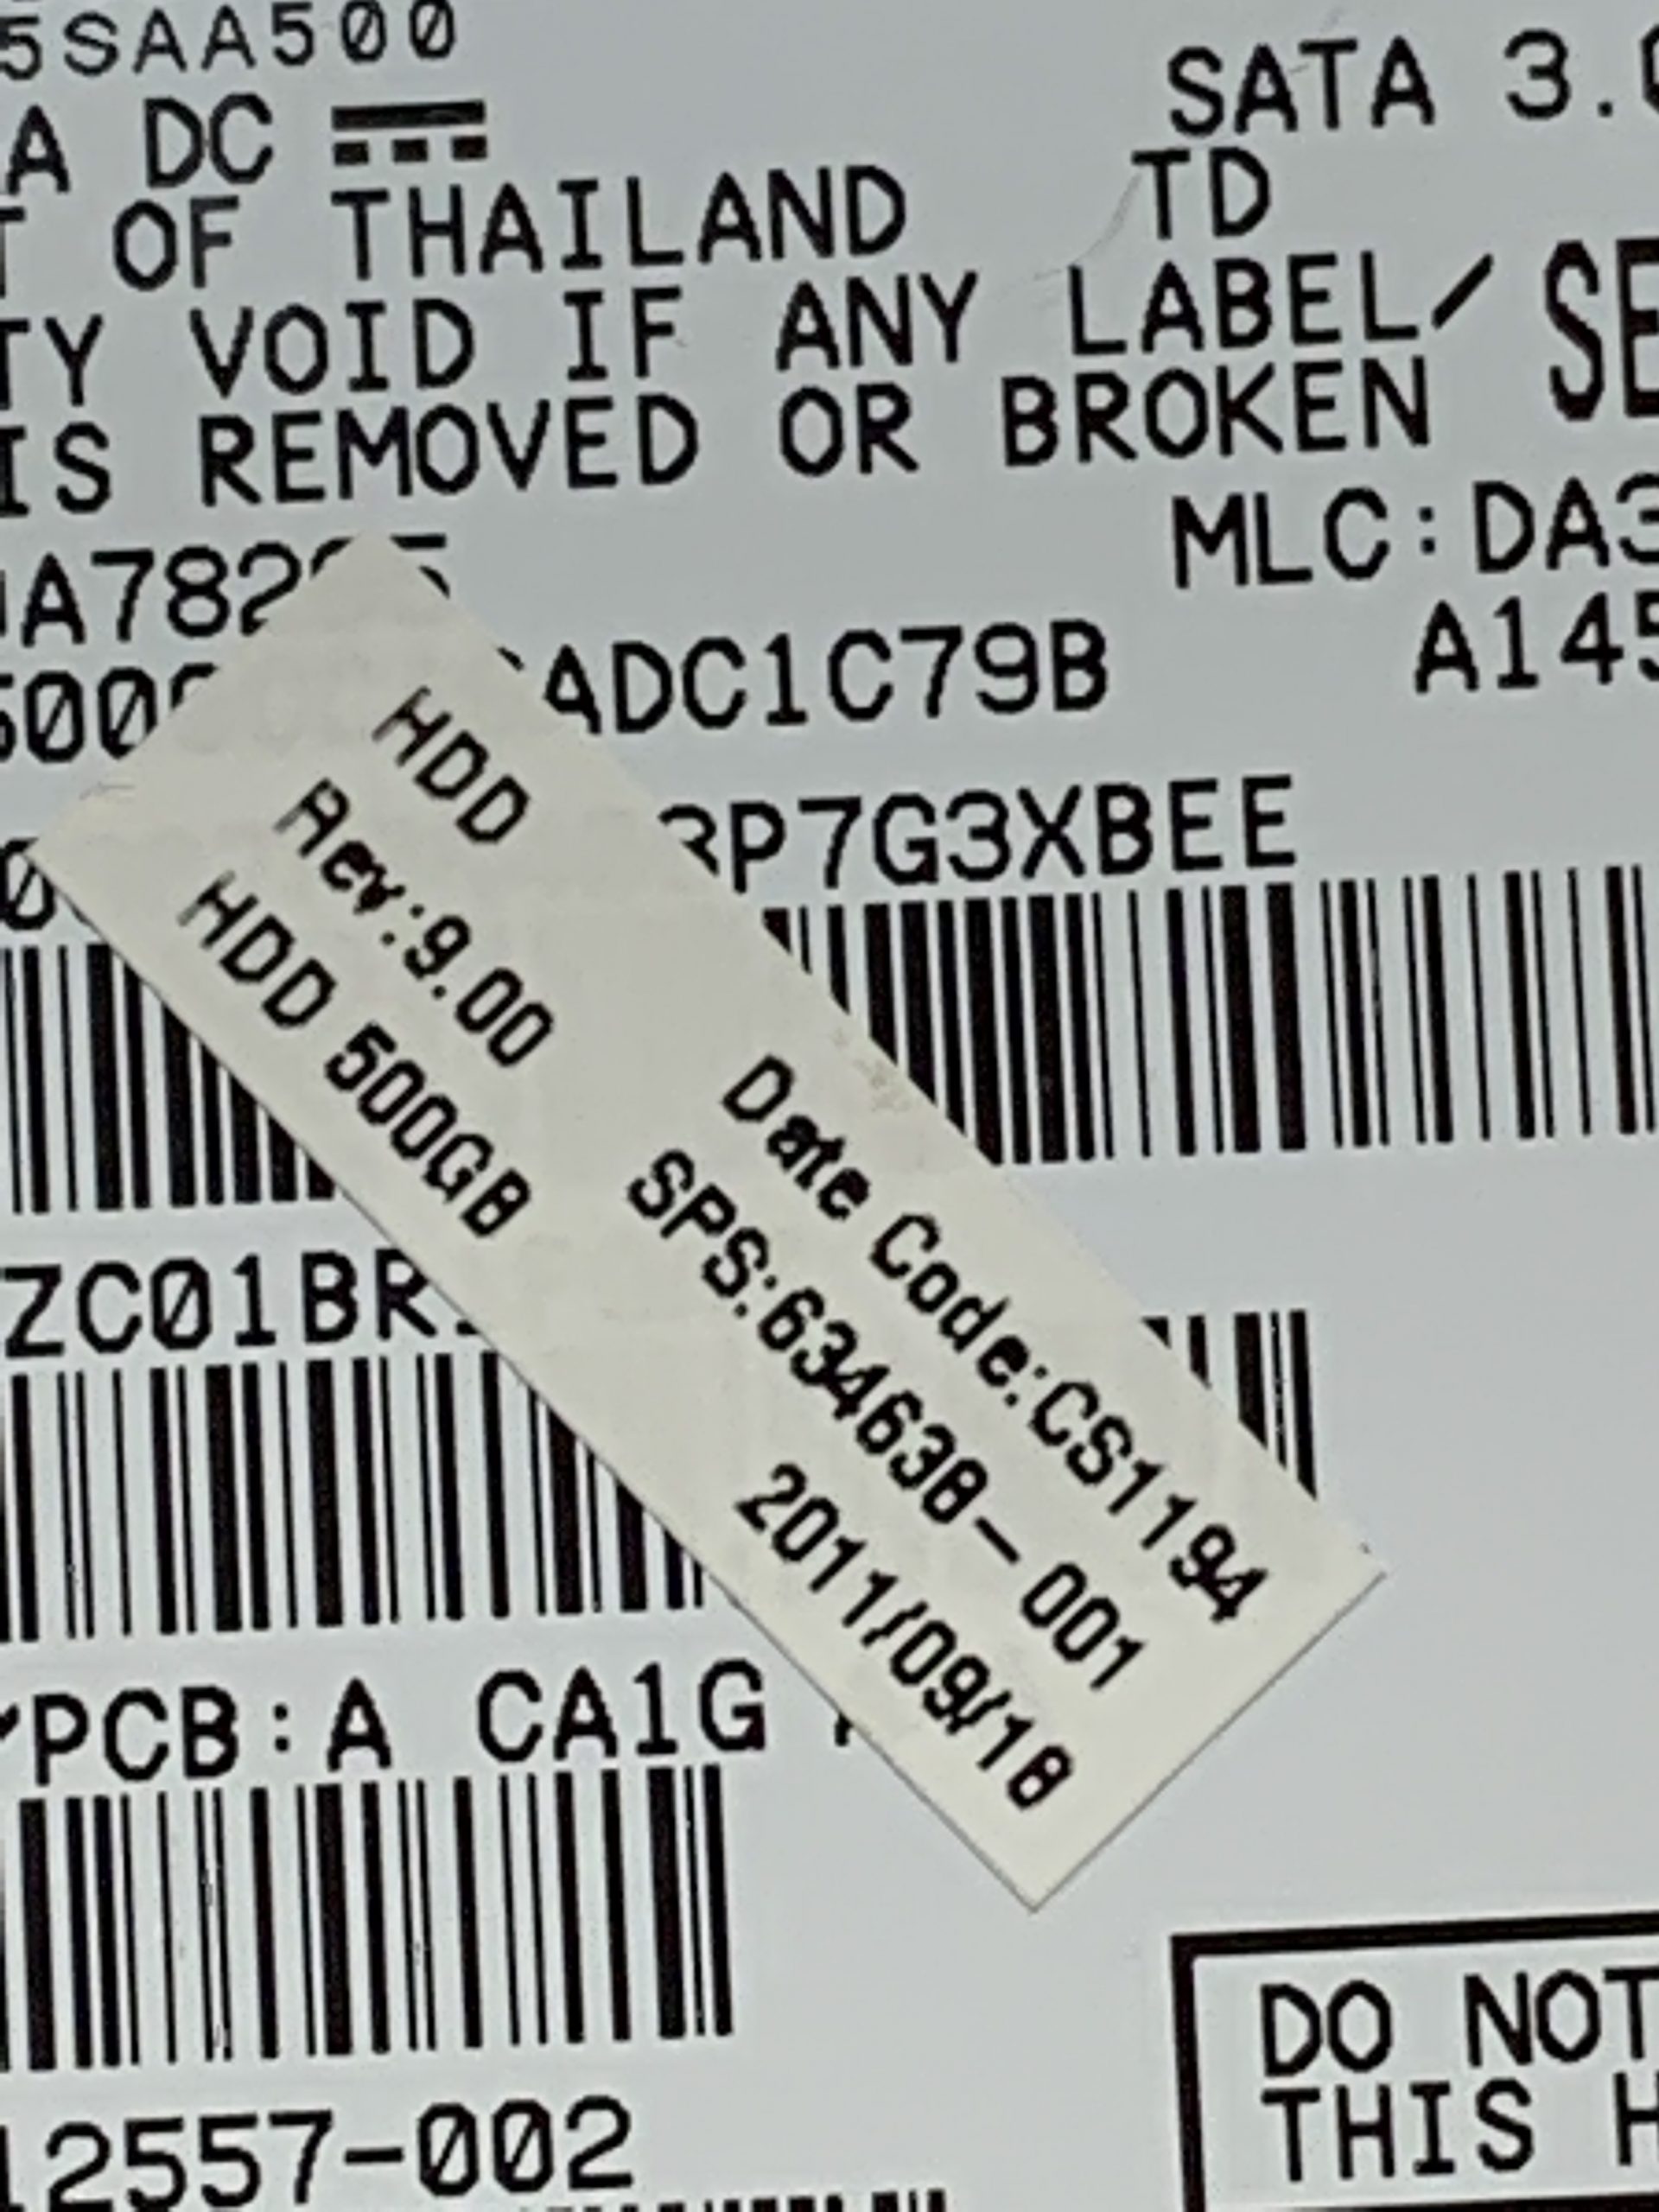 5SAA500
SATA 3.0
A DC
OF THAILAND
TD
TY VOID IF ANY LABEL/
SE
IS REMOVED OR BROKEN
MLC:DA3
A145
ADC1C79B
P7G3XBEE
HDD
Rev:9.00
HDD 500GB
Date Code:CS1194
SPS:634638-001
2011/09/18
ZC01BR
PCB:A CA1G
DO NOT
THIS H
12557-002